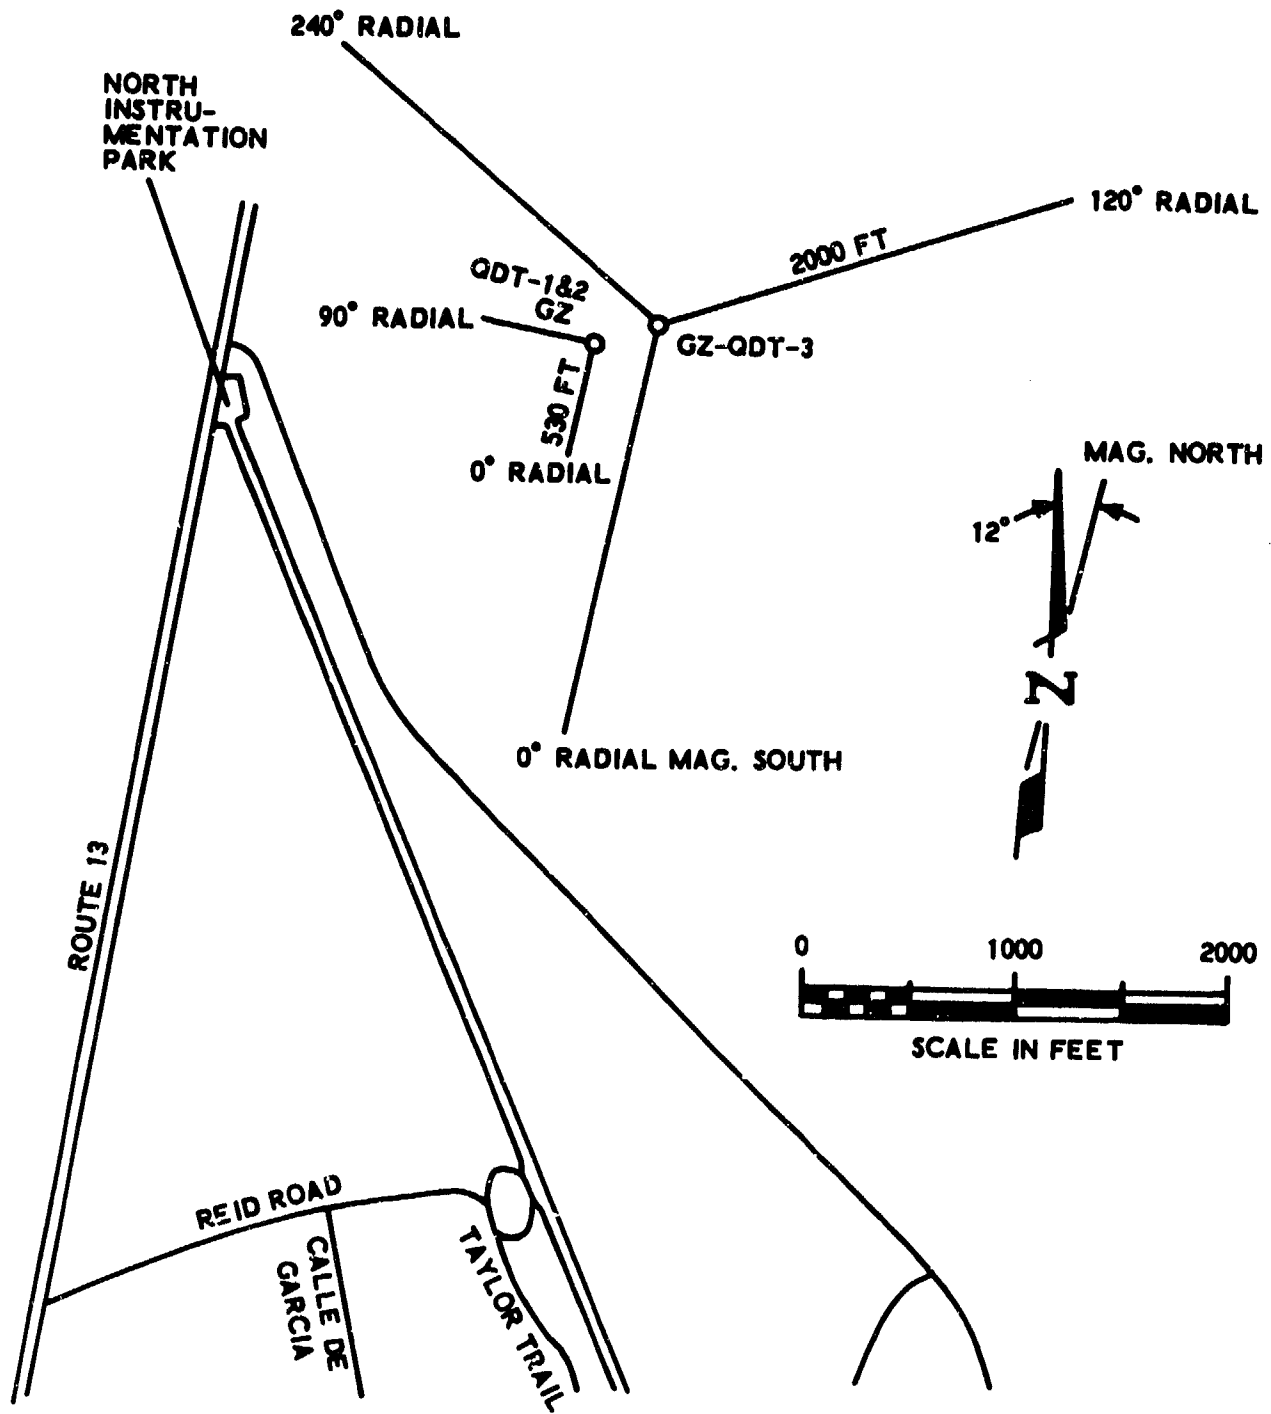 240° RADIAL
NORTH
INSTRU-
MENTATION
PARK
120° RADIAL
2000 FT
QDT-1&2
GZ
90° RADIAL
GZ-QDT-3
530 FT
0° RADIAL
MAG. NORTH
12°
N
0° RADIAL MAG. SOUTH
ROUTE 13
0 1000 2000
SCALE IN FEET
REID ROAD
CALLE DE
GARCIA
TAYLOR TRAIL